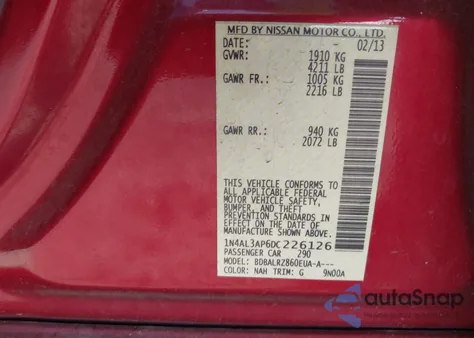 MFD BY NISSAN MOTOR CO., LTD.
DATE: 02/13
GVWR: 1910 KG
4211 LB
GAWR FR.: 1005 KG
2216 LB
GAWR RR.: 940 KG
2072 LB
THIS VEHICLE CONFORMS TO
ALL APPLICABLE FEDERAL
MOTOR VEHICLE SAFETY,
BUMPER, AND THEFT
PREVENTION STANDARDS IN
EFFECT ON THE DATE OF
MANUFACTURE SHOWN ABOVE.
1N4AL3AP6DC226126
PASSENGER CAR 290
MODEL: BDBALRZ860EUA-A---
COLOR: NAH TRIM: G 9N00A
autoSnap